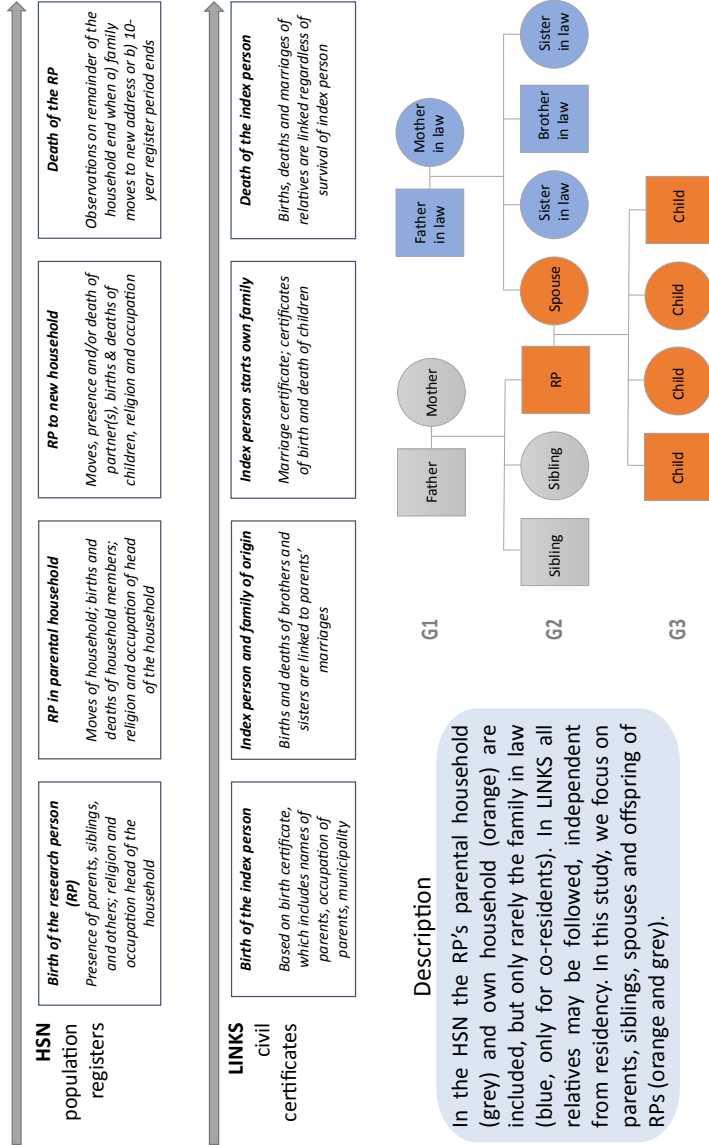 HSN
population
registers
Birth of the research person
(RP)
Presence of parents, siblings,
and others; religion and
occupation head of the
household
RP in parental household
Moves of household; births and
deaths of household members;
religion and occupation of head
of the household
RP to new household
Moves, presence and/or death of
partner(s), births & deaths of
children, religion and occupation
Death of the RP
Observations on remainder of the
household end when a) family
moves to new address or b) 10-
year register period ends
LINKS
civil
certificates
Birth of the index person
Based on birth certificate,
which includes names of
parents, occupation of
parents, municipality
Index person and family of origin
Births and deaths of brothers and
sisters are linked to parents’
marriages
Index person starts own family
Marriage certificate; certificates
of birth and death of children
Death of the index person
Births, deaths and marriages of
relatives are linked regardless of
survival of index person
Description
In the HSN the RP’s parental household
(grey) and own household (orange) are
included, but only rarely the family in law
(blue, only for co-residents). In LINKS all
relatives may be followed, independent
from residency. In this study, we focus on
parents, siblings, spouses and offspring of
RPs (orange and grey).
G1
Father
Mother
Father
in law
Mother
in law
G2
Sibling
Sibling
RP
Spouse
Sister
in law
Brother
in law
Sister
in law
G3
Child
Child
Child
Child